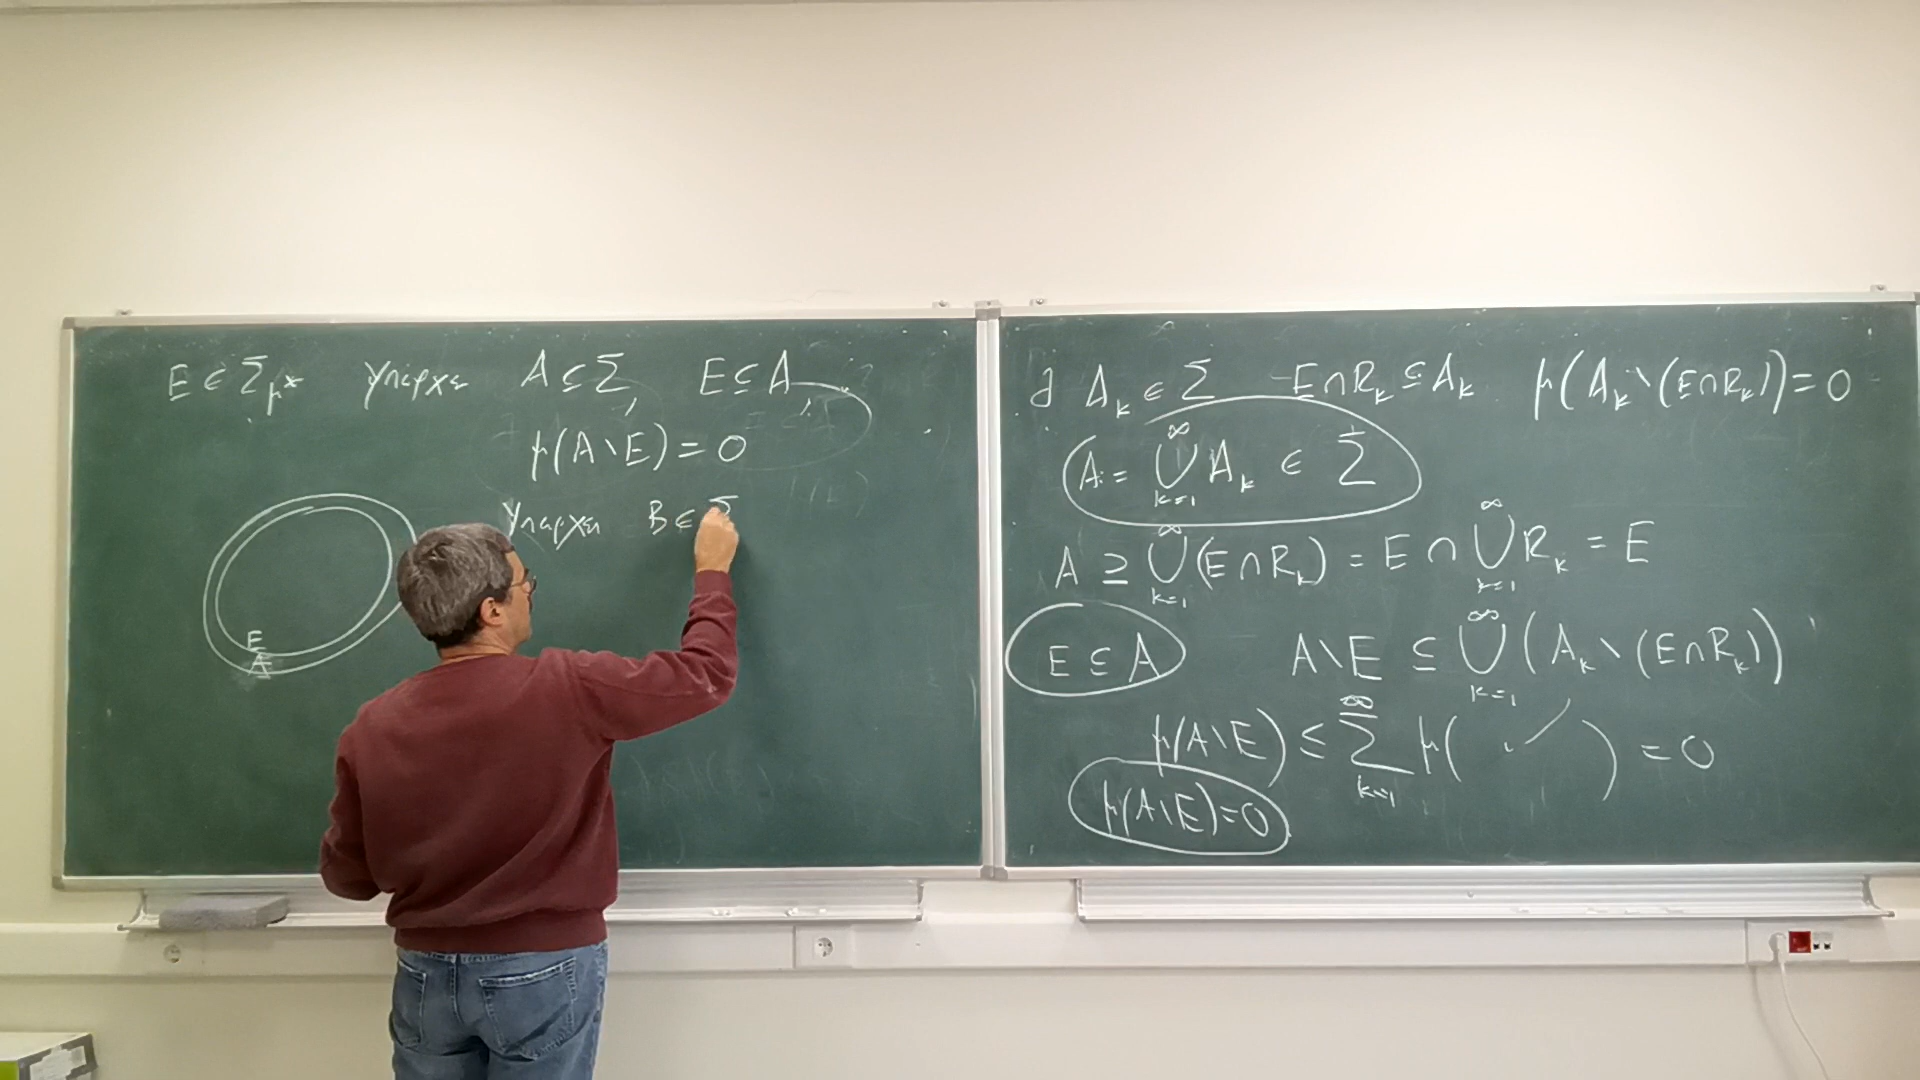 E ∈ Σ_μ* Υπάρχει A ⊆ Σ, E ⊆ A,
μ(A∖E) = 0
Υπάρχει B ∈ Σ
E
A
∃ A_k ∈ Σ E∩R_k ⊆ A_k μ(A_k∖(E∩R_k)) = 0
A = ⋃_{k=1}^∞ A_k ∈ Σ
A ⊇ ⋃_{k=1}^∞ (E∩R_k) = E ∩ ⋃_{k=1}^∞ R_k = E
E ⊆ A A∖E ⊆ ⋃_{k=1}^∞ (A_k∖(E∩R_k))
μ(A∖E) ≤ ∑_{k=1}^∞ μ( ✓ ) = 0
μ(A∖E) = 0